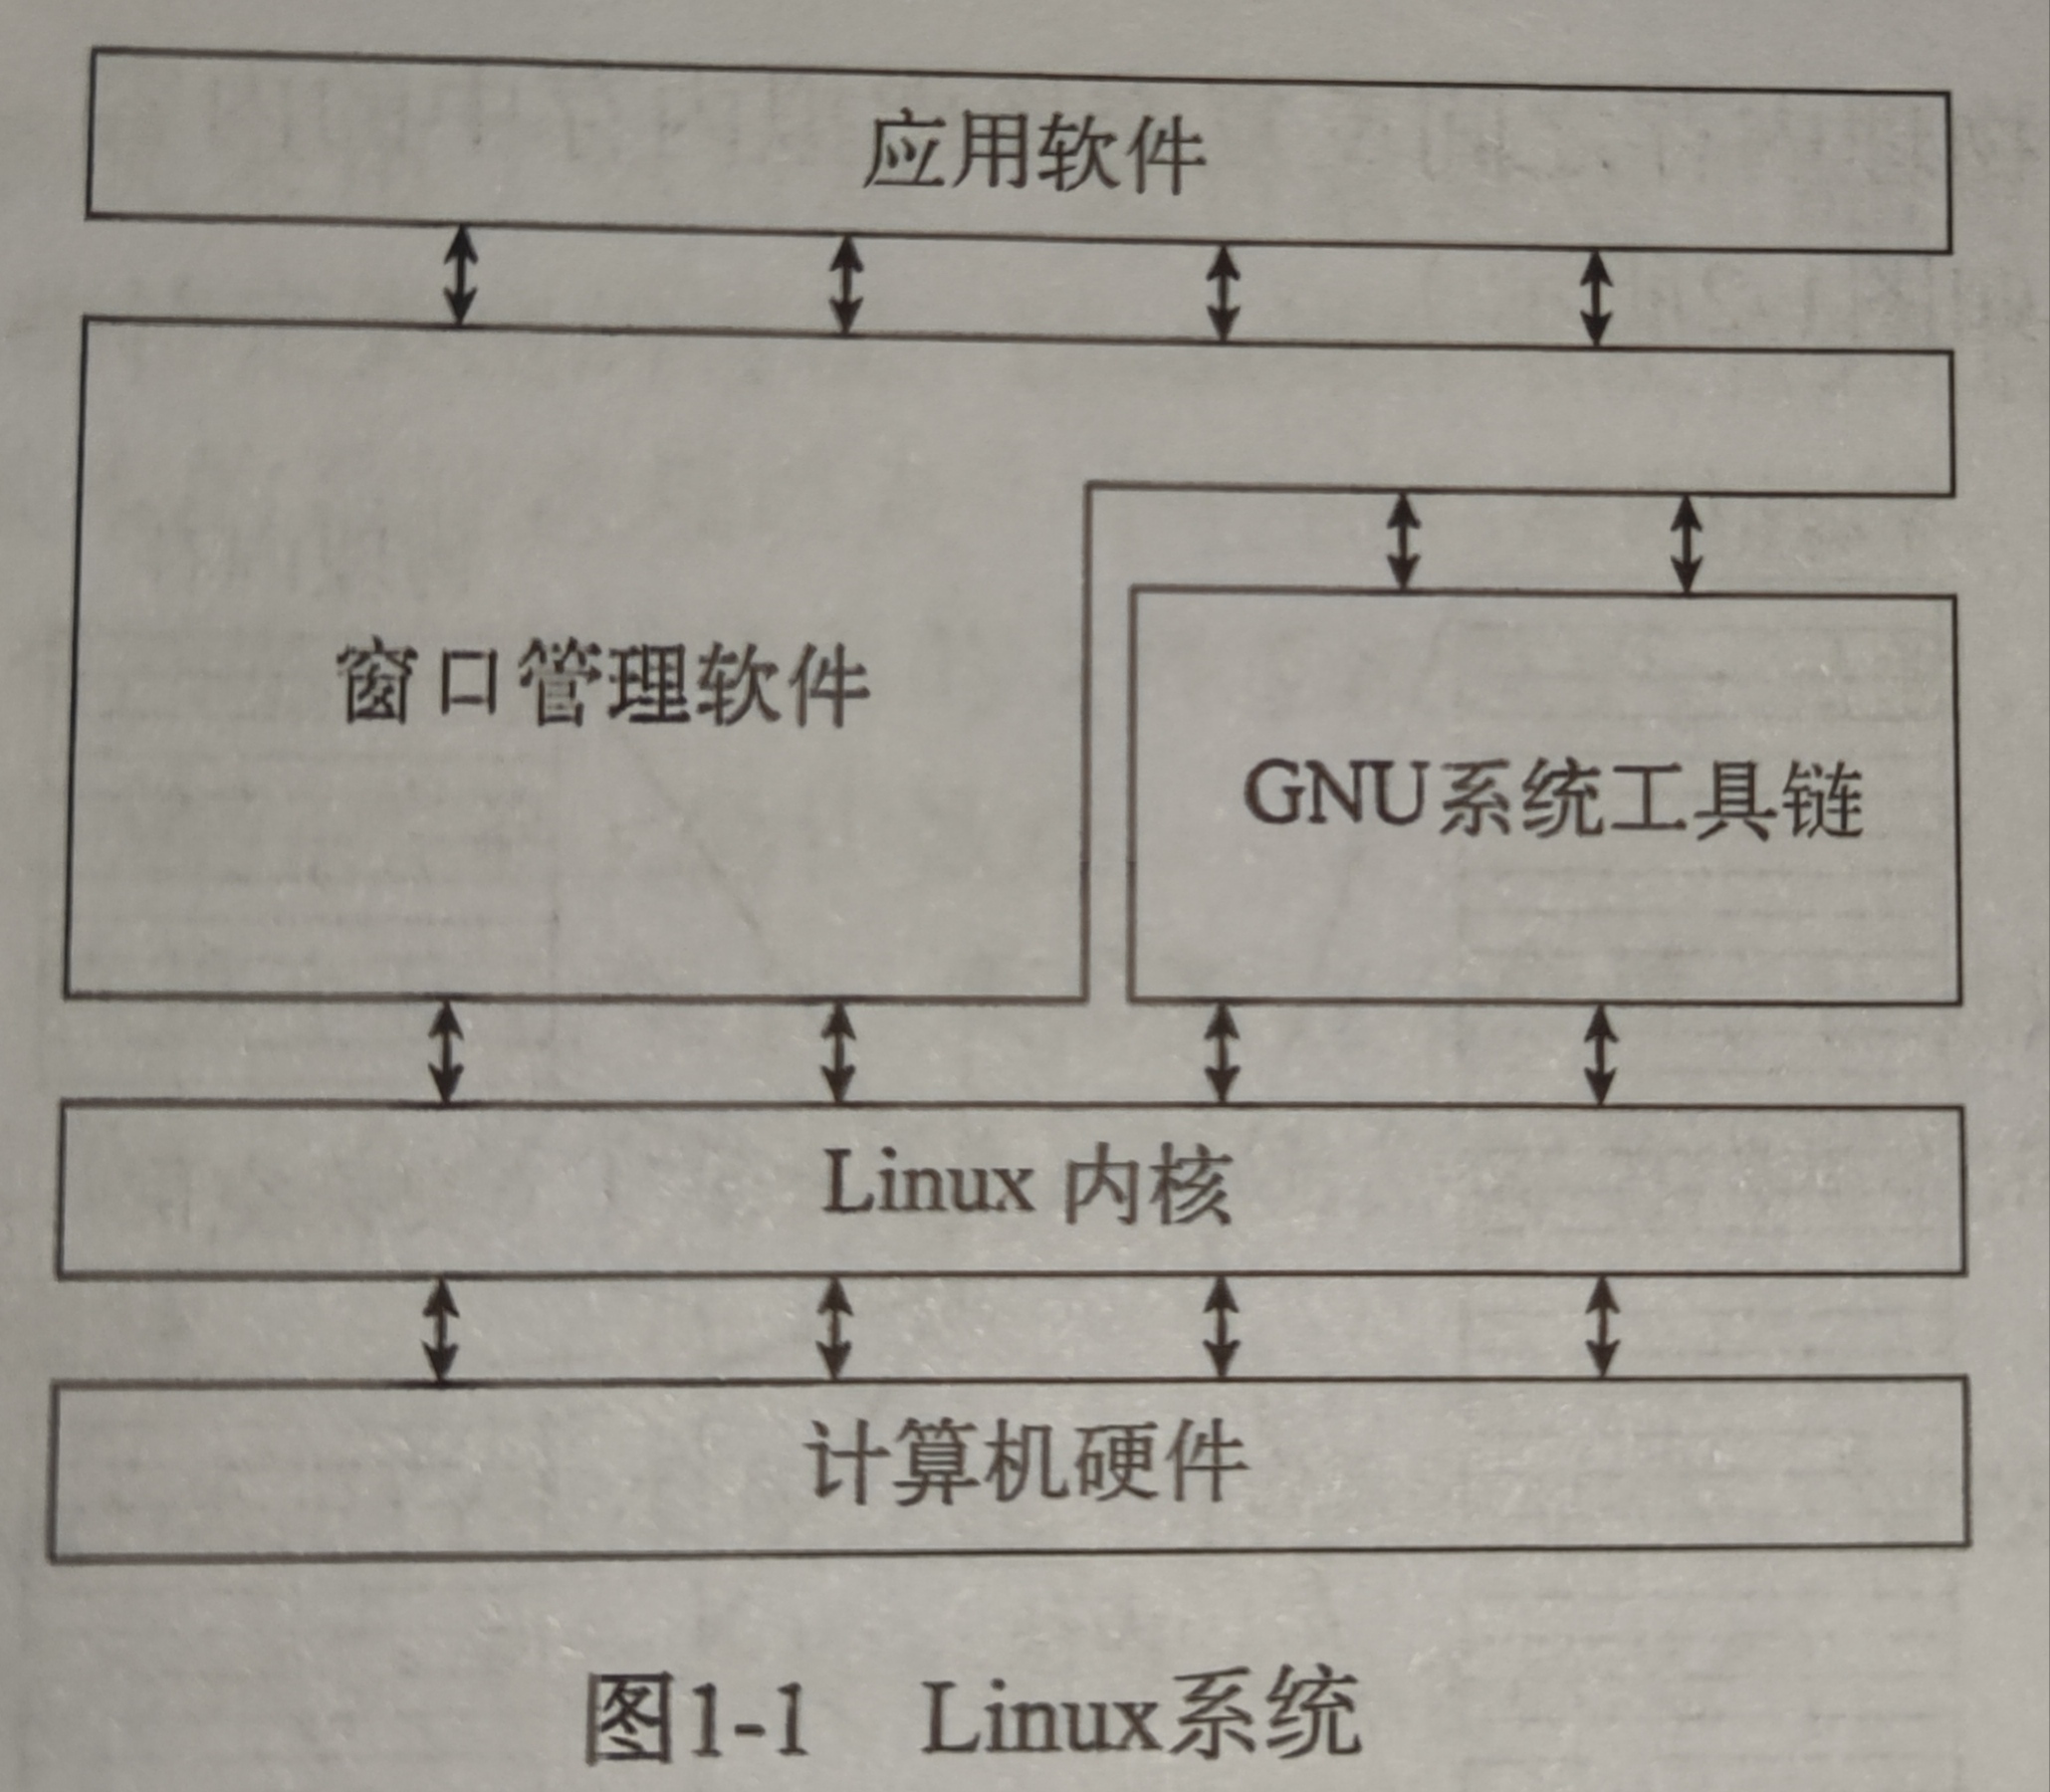 应用软件
窗口管理软件
GNU系统工具链
Linux 内核
计算机硬件
图1-1 Linux系统